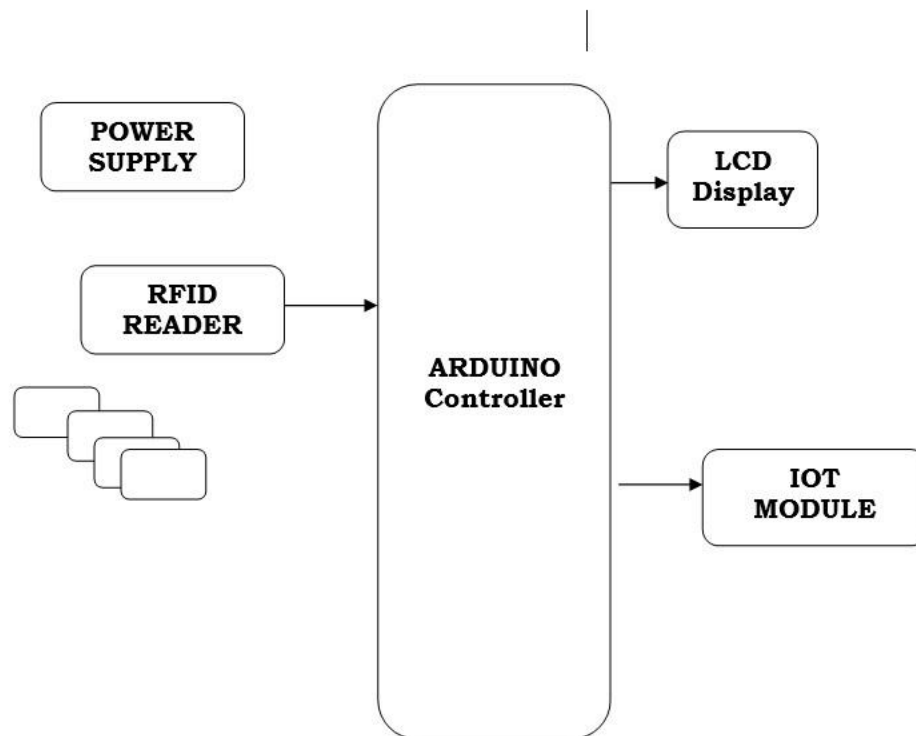 POWER
SUPPLY
LCD
Display
RFID
READER
ARDUINO
Controller
IOT
MODULE